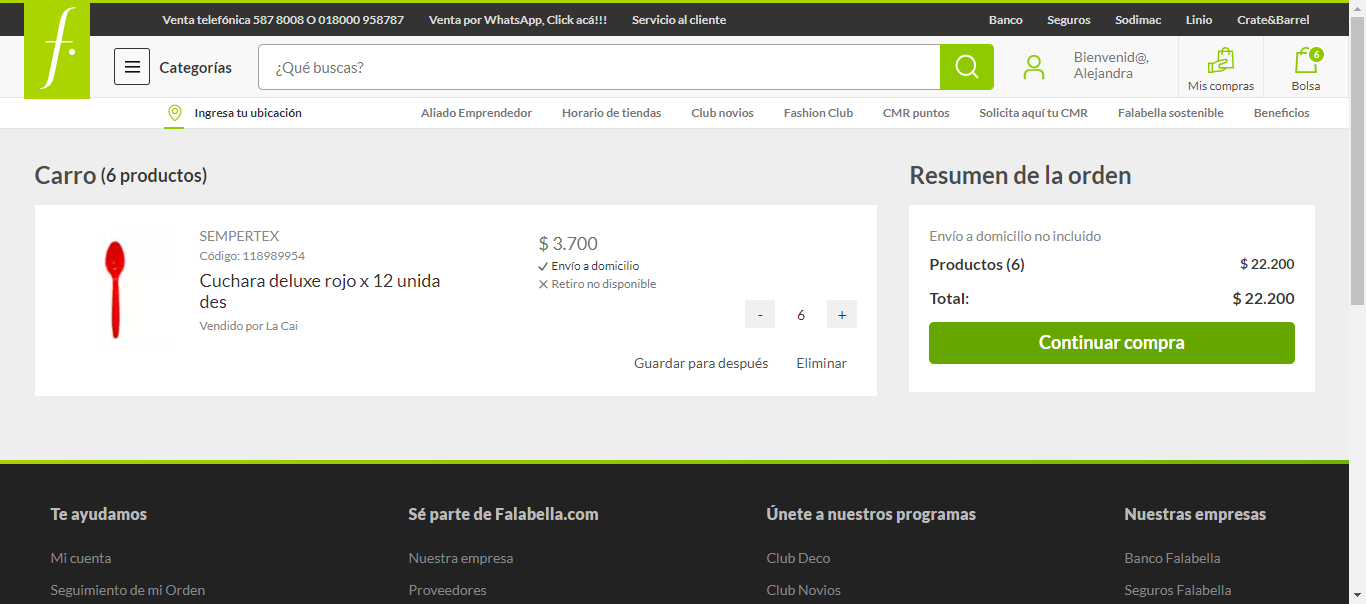 Venta telefónica 587 8008 O 018000 958787 Venta por WhatsApp, Click acá!!! Servicio al cliente Banco Seguros Sodimac Linio Crate&Barrel
f.
Categorías
¿Qué buscas?
Bienvenid@,
Alejandra
Mis compras
6
Bolsa
Ingresa tu ubicación
Aliado Emprendedor Horario de tiendas Club novios Fashion Club CMR puntos Solicita aquí tu CMR Falabella sostenible Beneficios
Carro (6 productos)
SEMPERTEX
Código: 118989954
Cuchara deluxe rojo x 12 unida
des
Vendido por La Cai
$ 3.700
Envío a domicilio
Retiro no disponible
- 6 +
Guardar para después Eliminar
Resumen de la orden
Envío a domicilio no incluido
Productos (6) $ 22.200
Total: $ 22.200
Continuar compra
Te ayudamos Sé parte de Falabella.com Únete a nuestros programas Nuestras empresas
Mi cuenta Nuestra empresa Club Deco Banco Falabella
Seguimiento de mi Orden Proveedores Club Novios Seguros Falabella